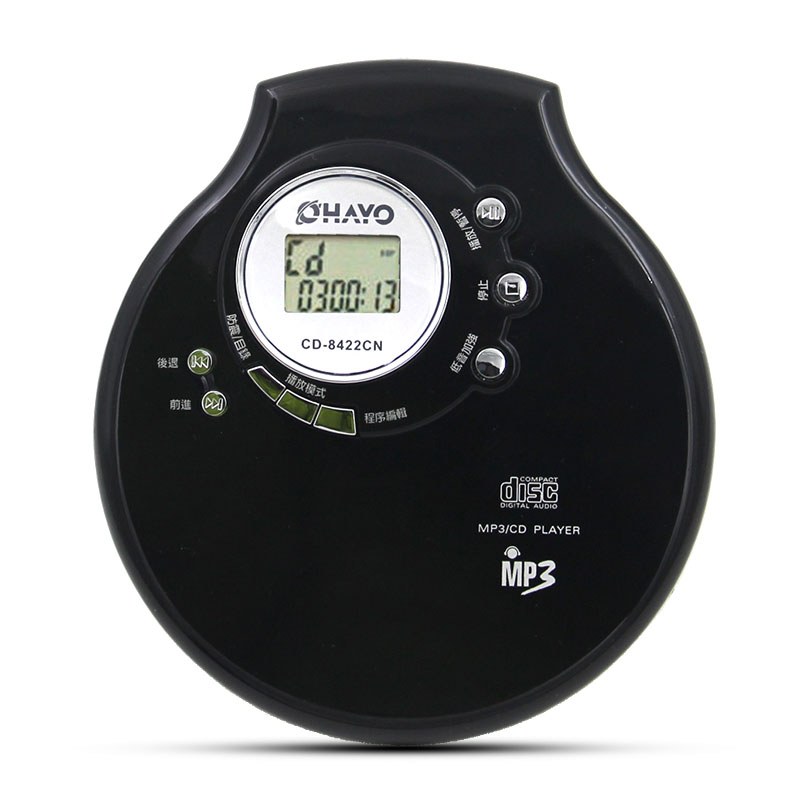 OHAYO
Cd
0300:13
CD-8422CN
播放/暫停
停止
低音加強
防震/目錄
播放模式
程序編輯
後退
前進
COMPACT
disc
DIGITAL AUDIO
MP3/CD PLAYER
MP3